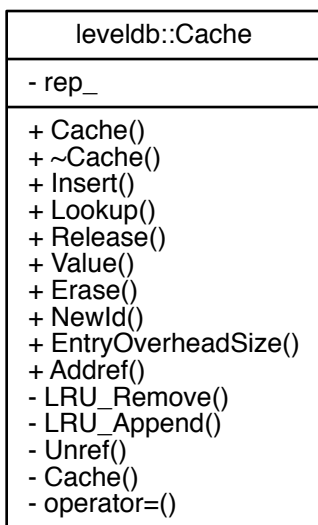 leveldb::Cache
- rep_
+ Cache()
+ ~Cache()
+ Insert()
+ Lookup()
+ Release()
+ Value()
+ Erase()
+ NewId()
+ EntryOverheadSize()
+ Addref()
- LRU_Remove()
- LRU_Append()
- Unref()
- Cache()
- operator=()